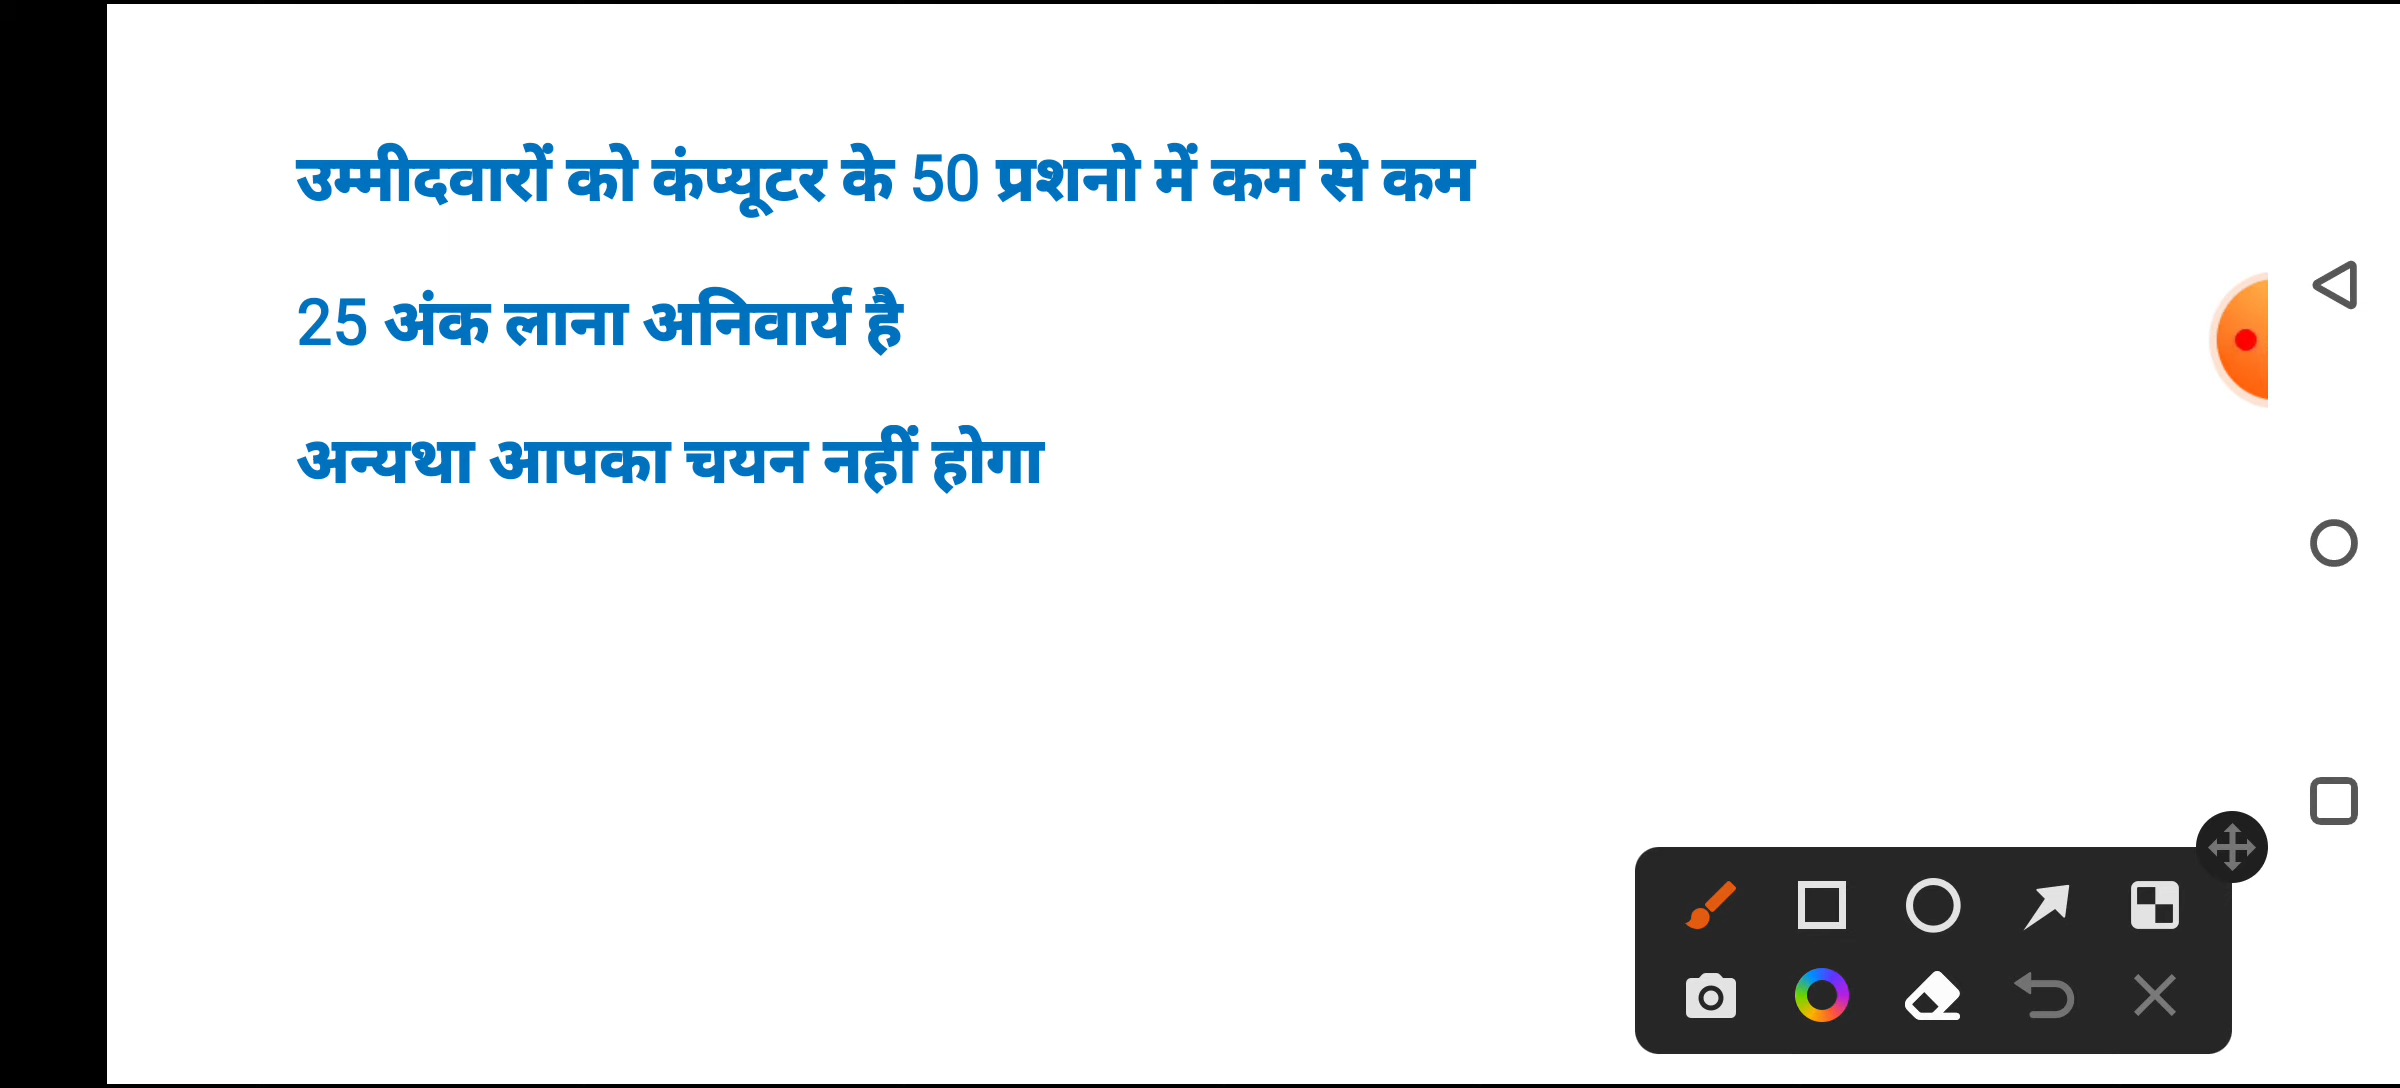 उम्मीदवारों को कंप्यूटर के 50 प्रशनो में कम से कम
25 अंक लाना अनिवार्य है
अन्यथा आपका चयन नहीं होगा